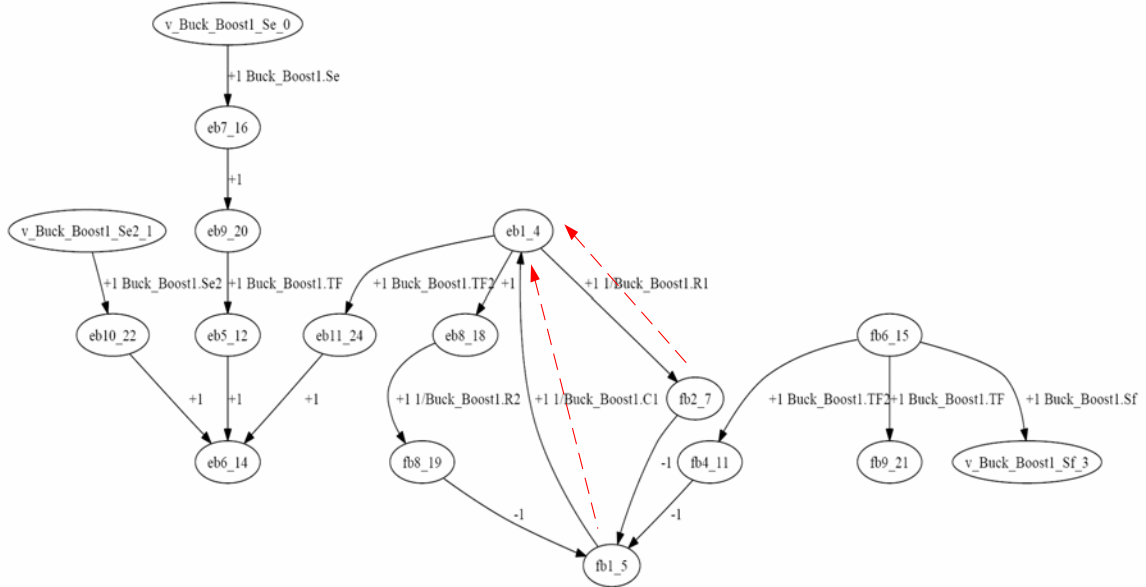 v_Buck_Boost1_Se_0
+1 Buck_Boost1.Se
eb7_16
+1
v_Buck_Boost1_Se2_1
eb9_20
eb1_4
+1 Buck_Boost1.Se2
+1 Buck_Boost1.TF
+1 Buck_Boost1.TF2
+1
+1 1/Buck_Boost1.R1
eb10_22
eb5_12
eb11_24
eb8_18
fb6_15
+1
+1
+1
+1 1/Buck_Boost1.R2
+1 1/Buck_Boost1.C1
fb2_7
+1 Buck_Boost1.TF2
+1 Buck_Boost1.TF
+1 Buck_Boost1.Sf
eb6_14
fb8_19
-1
fb4_11
fb9_21
v_Buck_Boost1_Sf_3
-1
-1
fb1_5